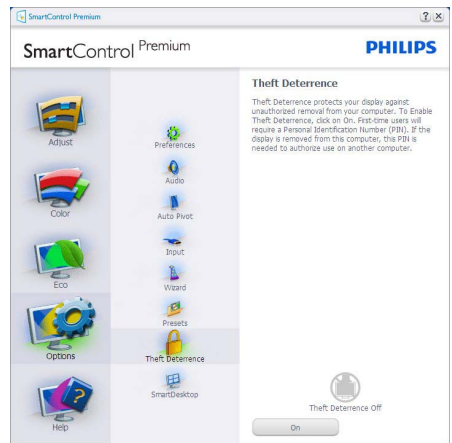 SmartControl Premium
SmartControl Premium
PHILIPS
Adjust
Color
Eco
Options
Help
Preferences
Audio
Auto Pivot
Input
Wizard
Presets
Theft Deterrence
SmartDesktop
Theft Deterrence
Theft Deterrence protects your display against
unauthorized removal from your computer. To Enable
Theft Deterrence, click on On. First-time users will
require a Personal Identification Number (PIN). If the
display is removed from this computer, this PIN is
needed to authorize use on another computer.
Theft Deterrence Off
On